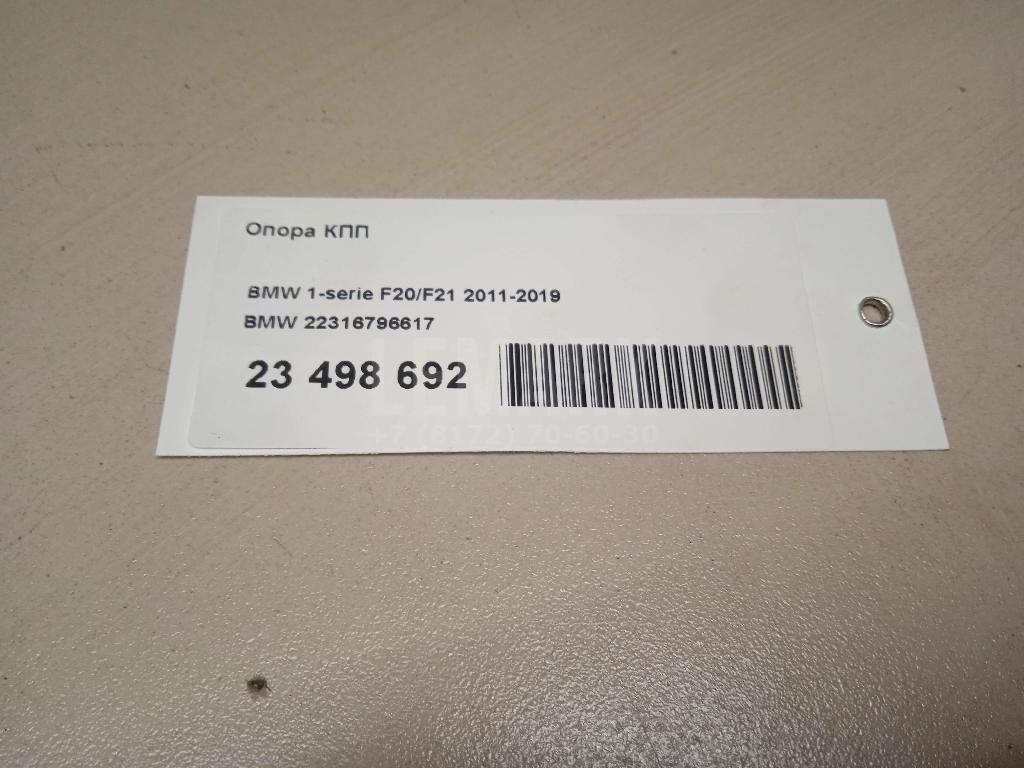 Опора КПП
BMW 1-serie F20/F21 2011-2019
BMW 22316796617
23 498 692
+7 (8172) 70-60-30